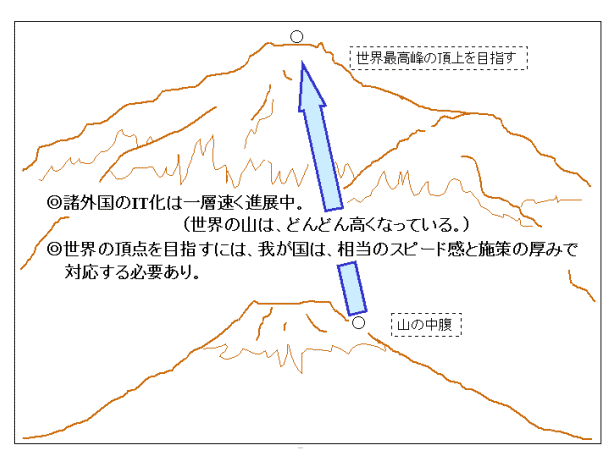 世界最高峰の頂上を目指す
◎諸外国のIT化は一層速く進展中。
（世界の山は、どんどん高くなっている。）
◎世界の頂点を目指すには、我が国は、相当のスピード感と施策の厚みで
対応する必要あり。
山の中腹